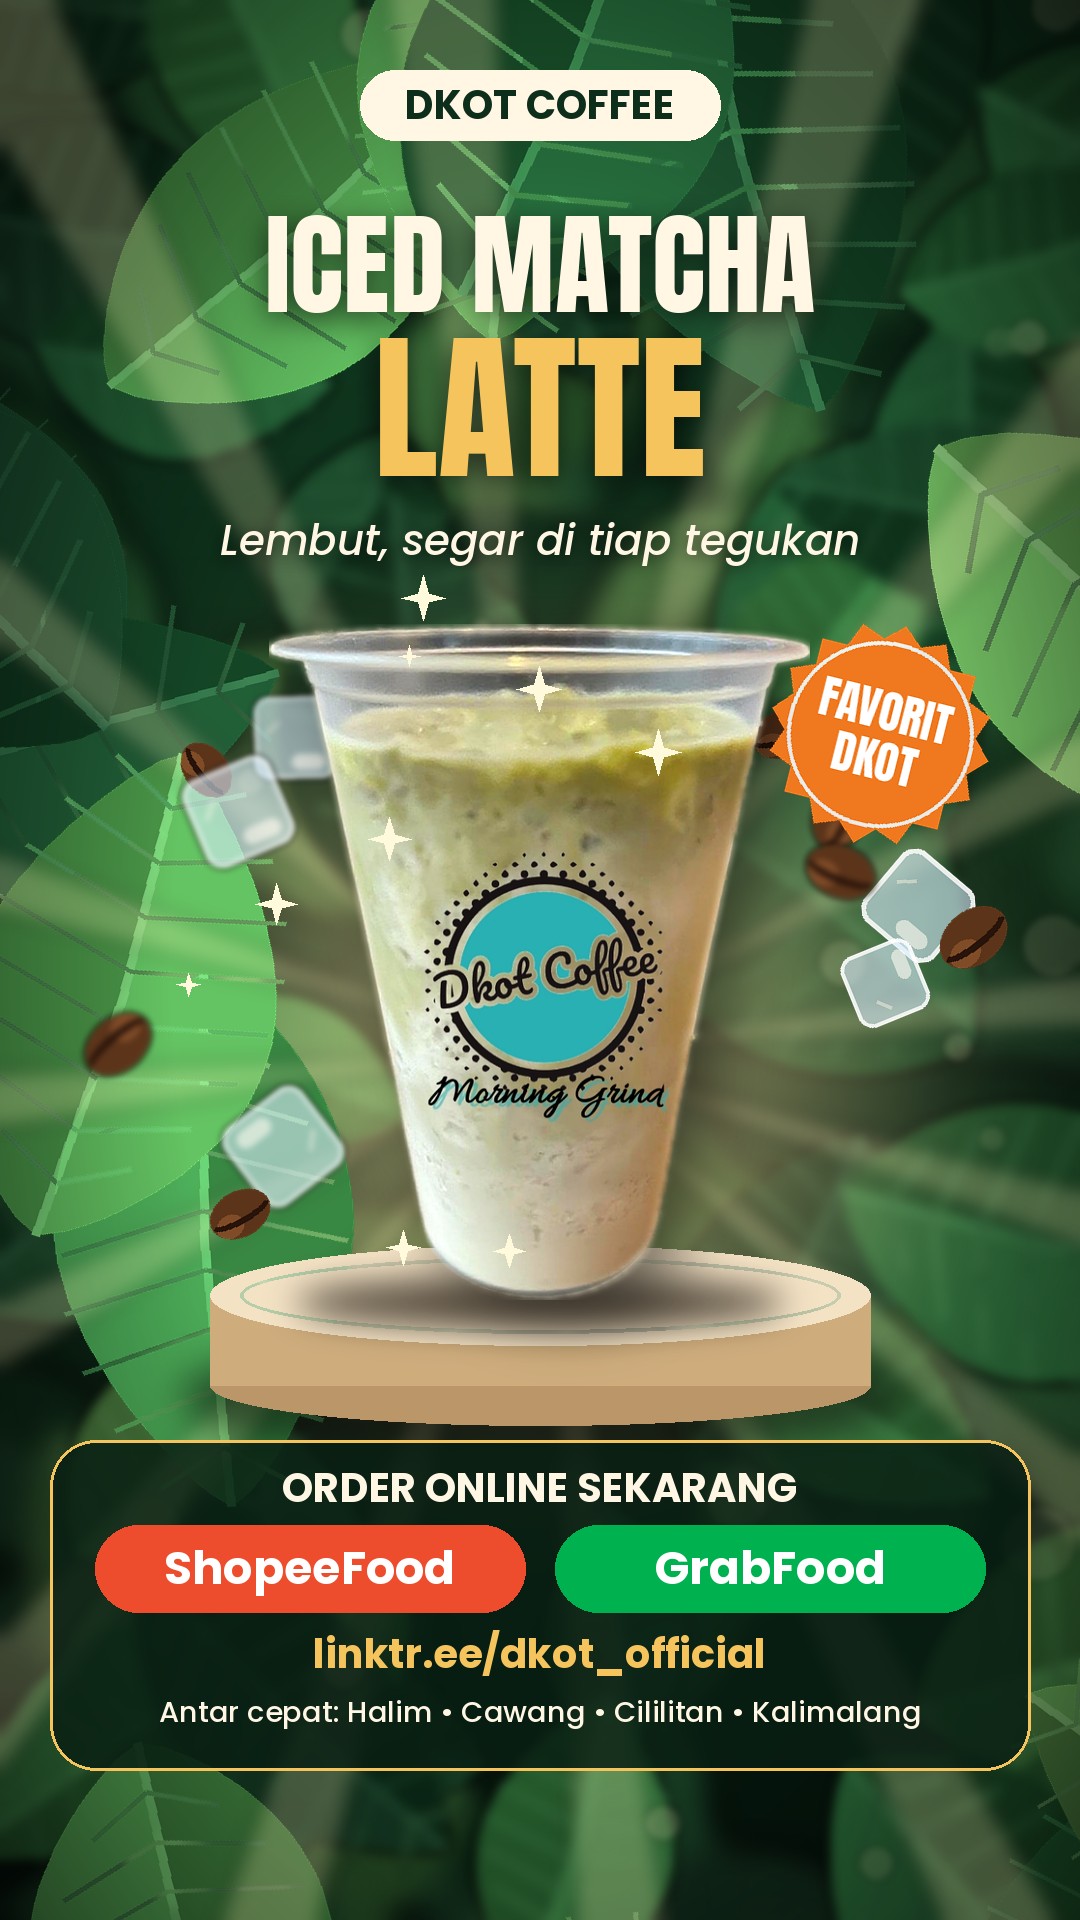 DKOT COFFEE
ICED MATCHA
LATTE
Lembut, segar di tiap tegukan
FAVORIT
DKOT
Dkot Coffee
Morning Grind
ORDER ONLINE SEKARANG
ShopeeFood
GrabFood
linktr.ee/dkot_official
Antar cepat: Halim • Cawang • Cililitan • Kalimalang